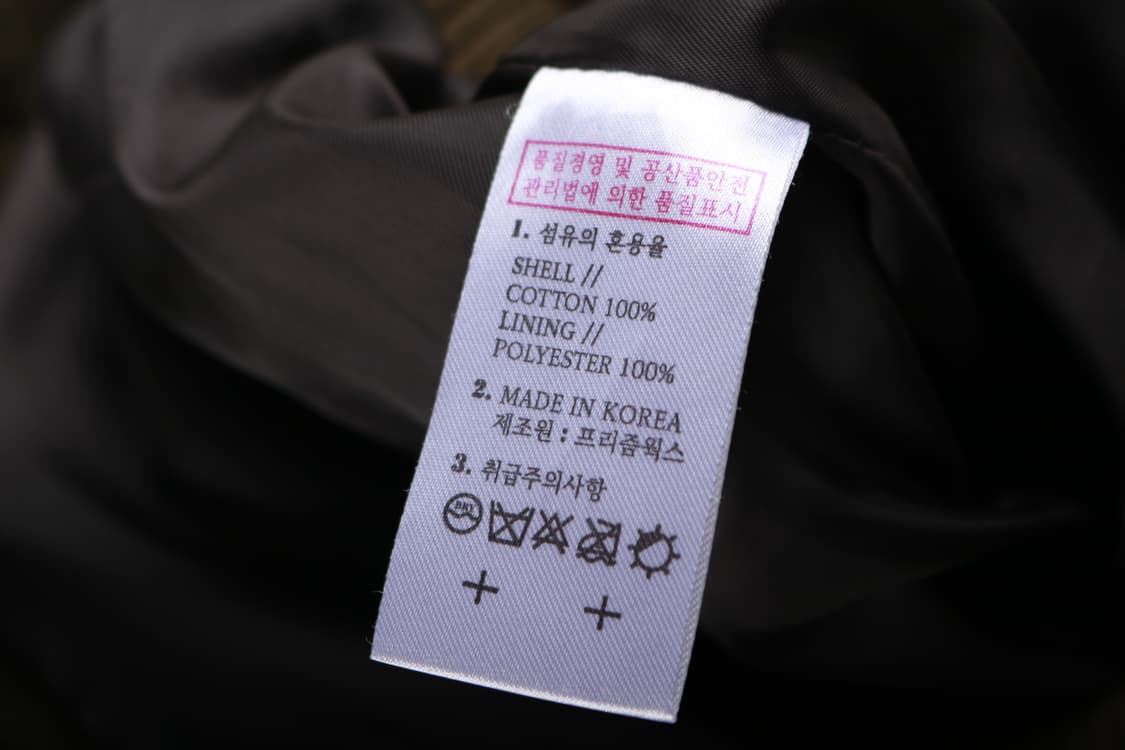 품질경영 및 공산품안전
관리법에 의한 품질표시
1. 섬유의 혼용율
SHELL //
COTTON 100%
LINING //
POLYESTER 100%
2. MADE IN KOREA
제조원 : 프리즘웍스
3. 취급주의사항
DRY